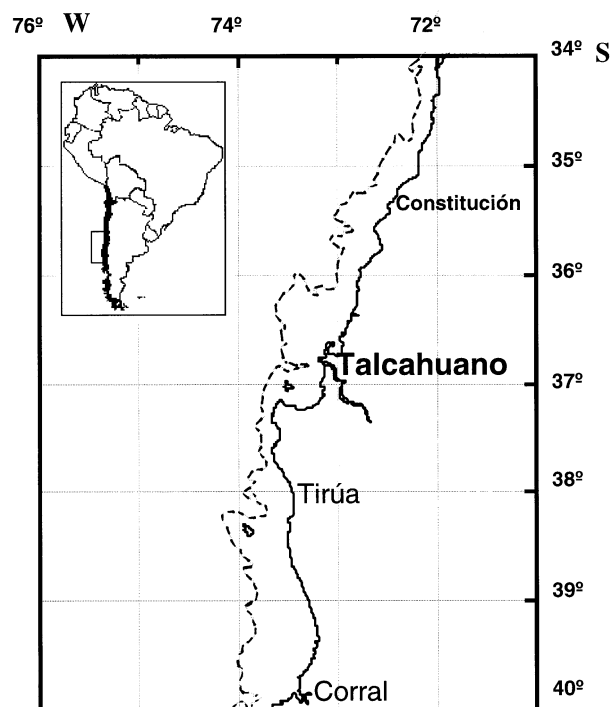 76º W 74º 72º
34º S
35º
Constitución
36º
Talcahuano
37º
38º
Tirúa
39º
40º
Corral